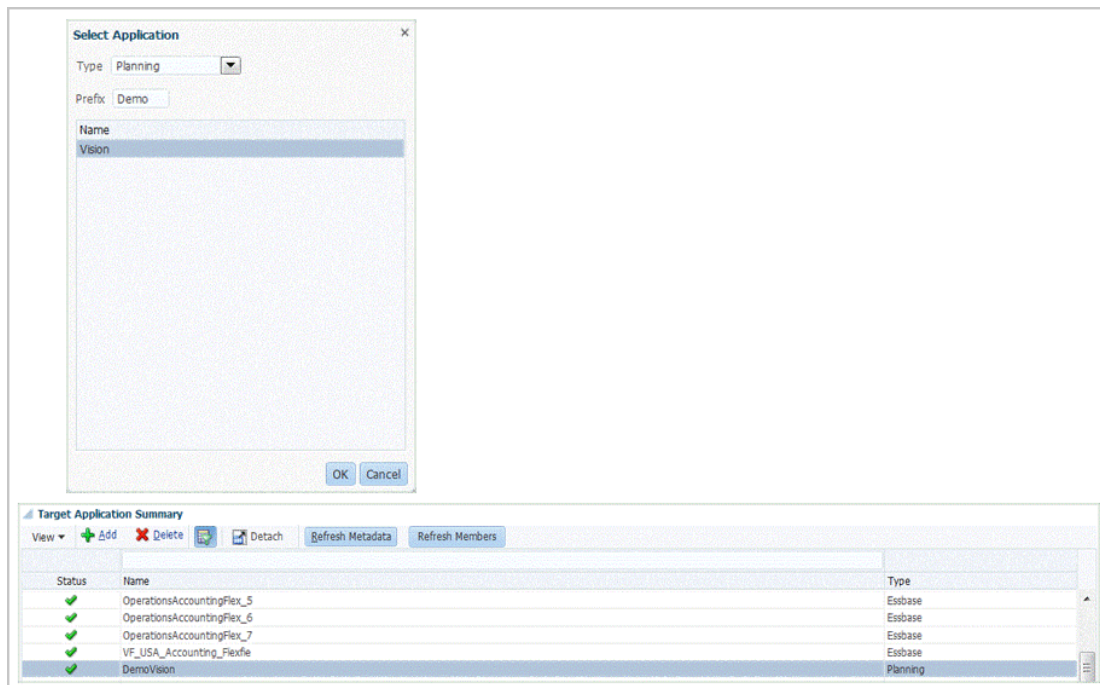 Select Application
Type Planning
Prefix Demo
Name
Vision
OK Cancel
Target Application Summary
View Add Delete Detach Refresh Metadata Refresh Members
Status Name Type
OperationsAccountingFlex_5 Essbase
OperationsAccountingFlex_6 Essbase
OperationsAccountingFlex_7 Essbase
VF_USA_Accounting_Flexfie Essbase
DemoVision Planning